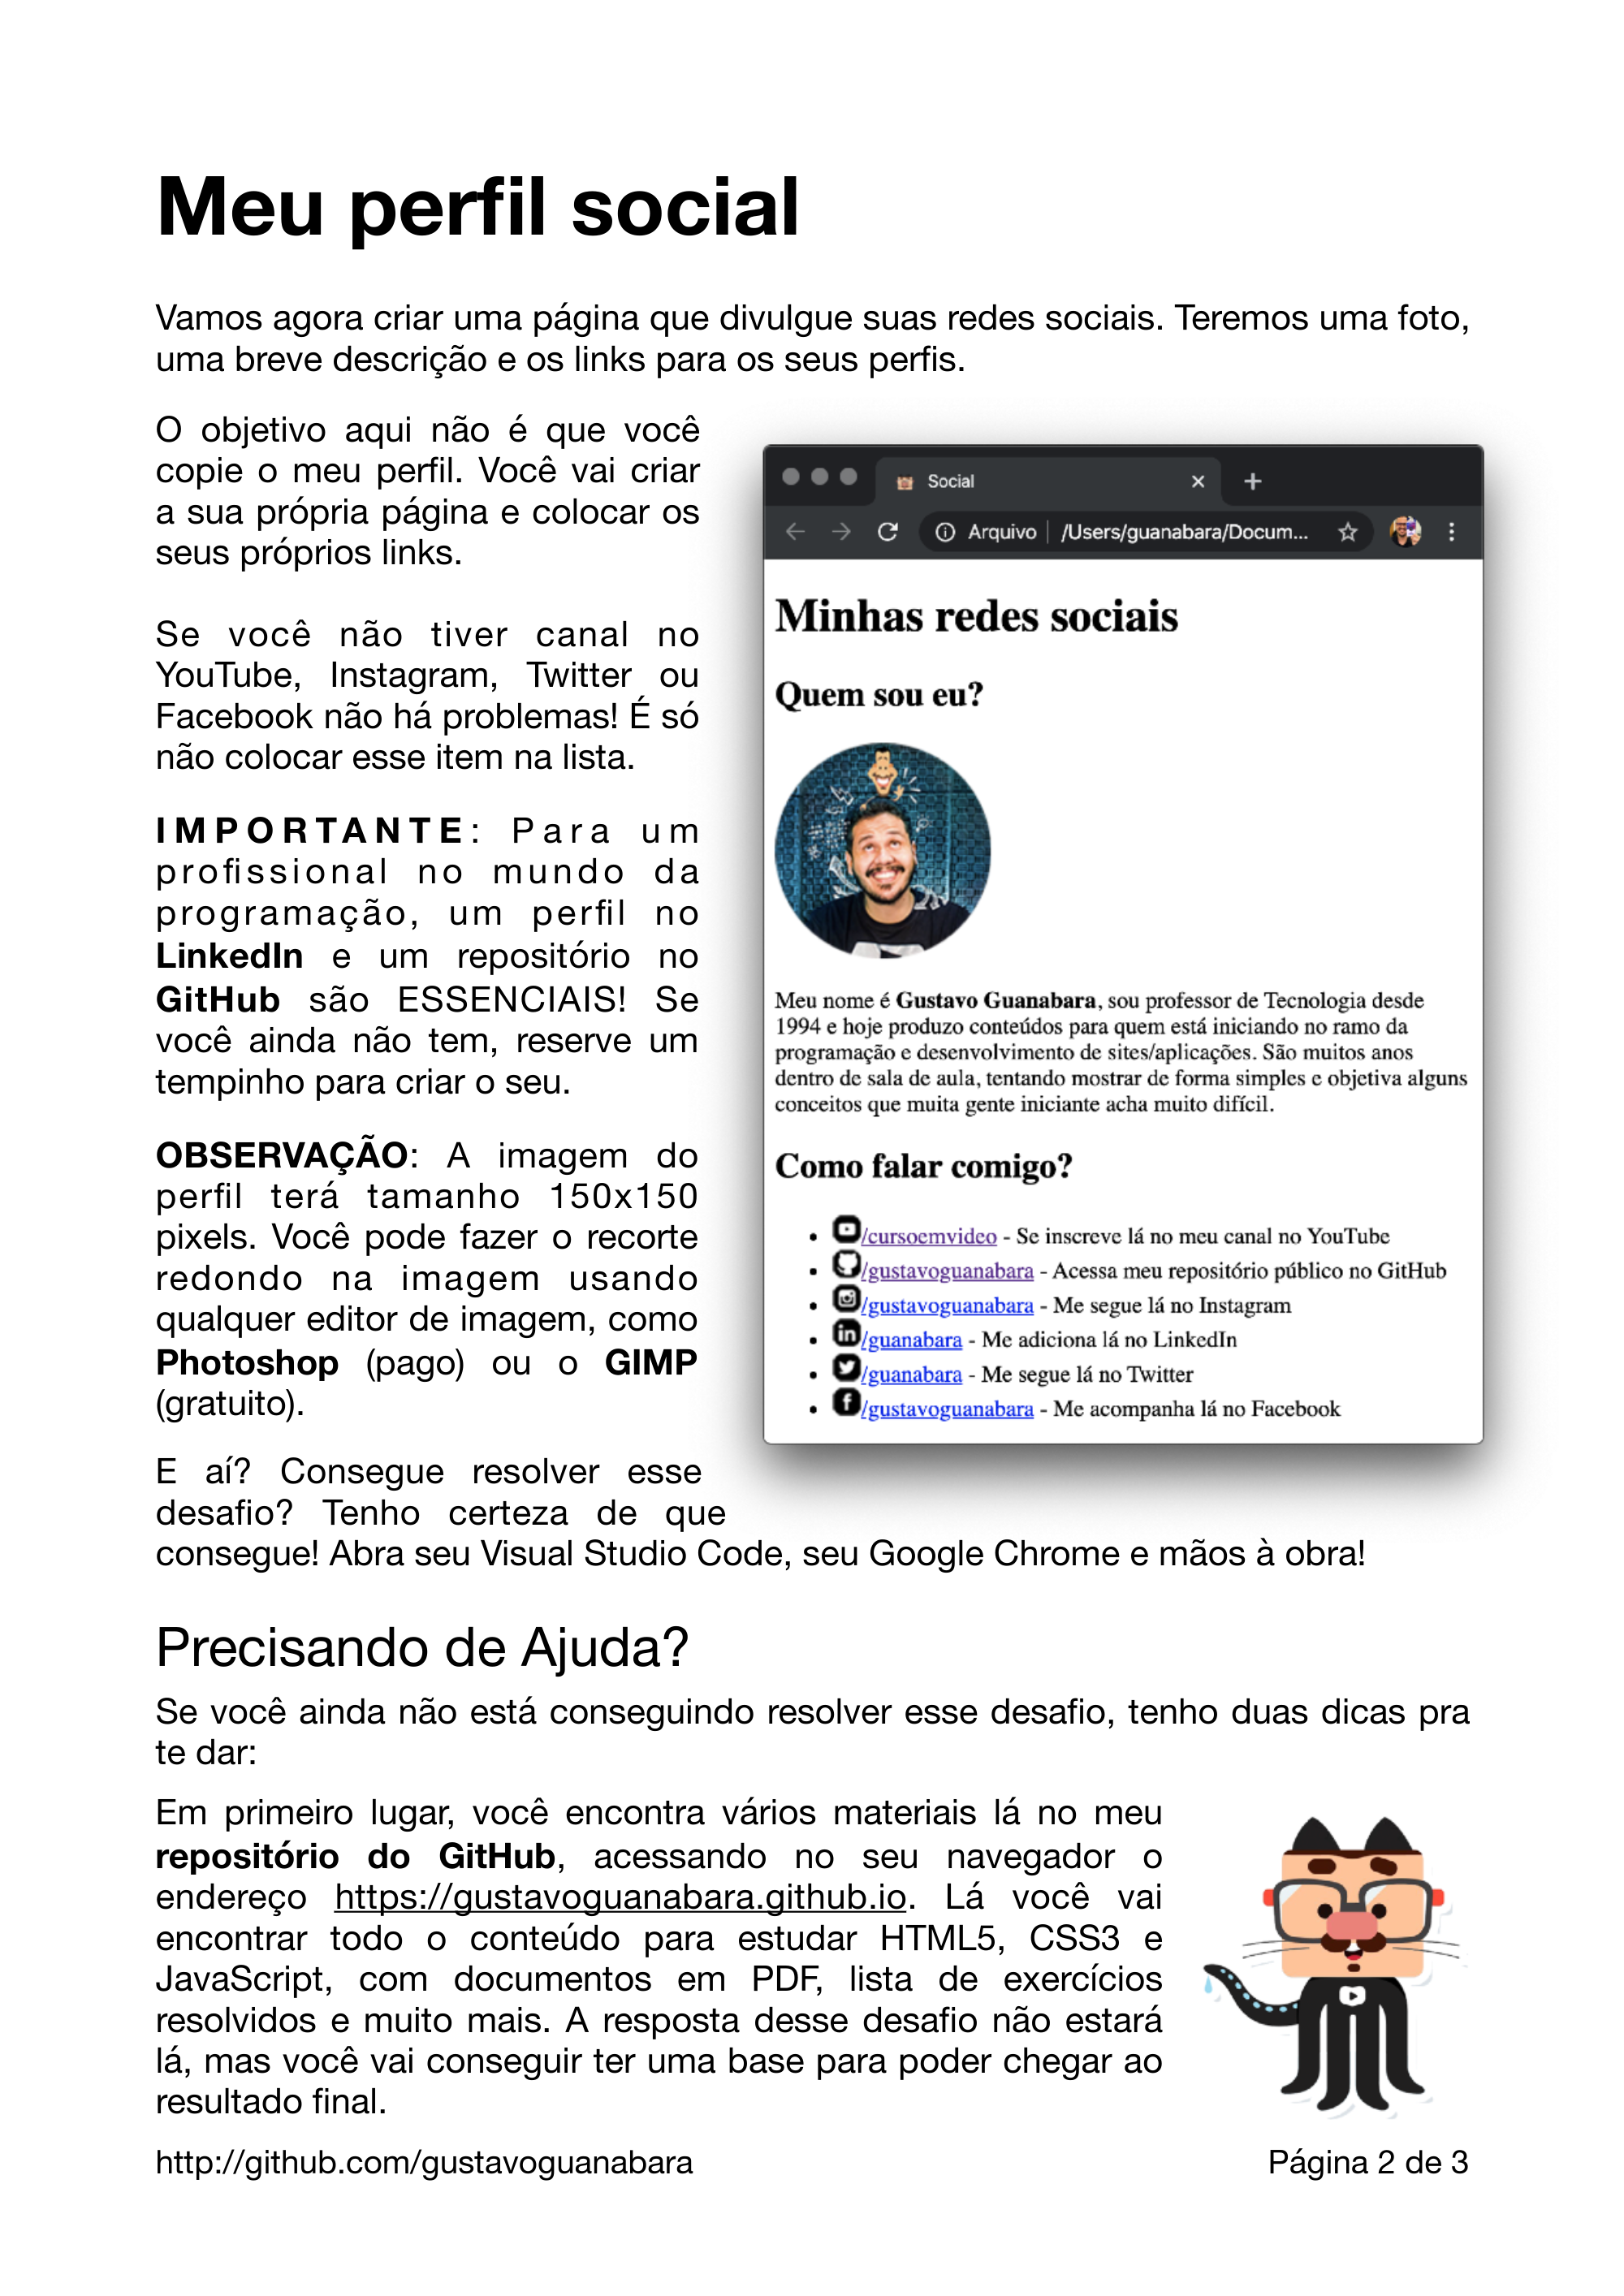 Meu perfil social
Vamos agora criar uma página que divulgue suas redes sociais. Teremos uma foto,
uma breve descrição e os links para os seus perfis.
O objetivo aqui não é que você
copie o meu perfil. Você vai criar
a sua própria página e colocar os
seus próprios links.
Se você não tiver canal no
YouTube, Instagram, Twitter ou
Facebook não há problemas! É só
não colocar esse item na lista.
IMPORTANTE: Para um
profissional no mundo da
programação, um perfil no
LinkedIn e um repositório no
GitHub são ESSENCIAIS! Se
você ainda não tem, reserve um
tempinho para criar o seu.
OBSERVAÇÃO: A imagem do
perfil terá tamanho 150x150
pixels. Você pode fazer o recorte
redondo na imagem usando
qualquer editor de imagem, como
Photoshop (pago) ou o GIMP
(gratuito).
E aí? Consegue resolver esse
desafio? Tenho certeza de que
consegue! Abra seu Visual Studio Code, seu Google Chrome e mãos à obra!
Social
Arquivo | /Users/guanabara/Docum...
Minhas redes sociais
Quem sou eu?
Meu nome é Gustavo Guanabara, sou professor de Tecnologia desde
1994 e hoje produzo conteúdos para quem está iniciando no ramo da
programação e desenvolvimento de sites/aplicações. São muitos anos
dentro de sala de aula, tentando mostrar de forma simples e objetiva alguns
conceitos que muita gente iniciante acha muito difícil.
Como falar comigo?
/cursoemvideo - Se inscreve lá no meu canal no YouTube
/gustavoguanabara - Acessa meu repositório público no GitHub
/gustavoguanabara - Me segue lá no Instagram
/guanabara - Me adiciona lá no LinkedIn
/guanabara - Me segue lá no Twitter
/gustavoguanabara - Me acompanha lá no Facebook
Precisando de Ajuda?
Se você ainda não está conseguindo resolver esse desafio, tenho duas dicas pra
te dar:
Em primeiro lugar, você encontra vários materiais lá no meu
repositório do GitHub, acessando no seu navegador o
endereço https://gustavoguanabara.github.io. Lá você vai
encontrar todo o conteúdo para estudar HTML5, CSS3 e
JavaScript, com documentos em PDF, lista de exercícios
resolvidos e muito mais. A resposta desse desafio não estará
lá, mas você vai conseguir ter uma base para poder chegar ao
resultado final.
http://github.com/gustavoguanabara
Página 2 de 3